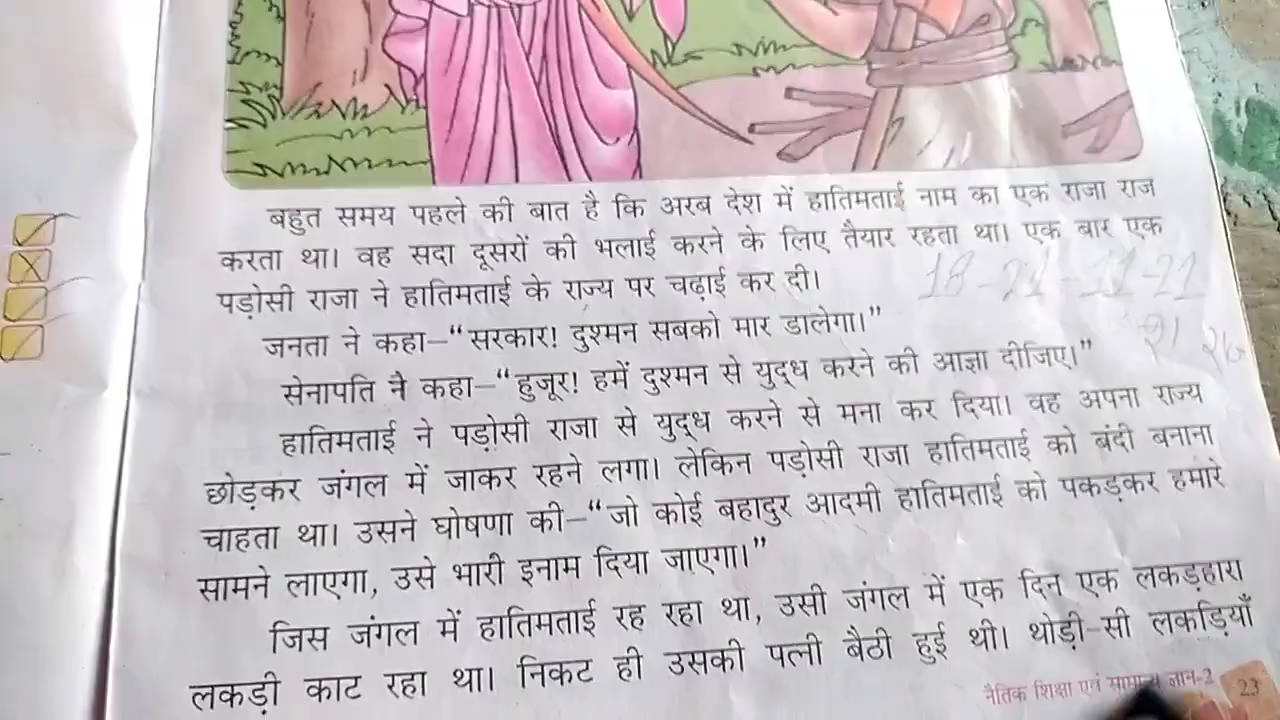 बहुत समय पहले की बात है कि अरब देश में हातिमताई नाम का एक राजा राज
करता था। वह सदा दूसरों की भलाई करने के लिए तैयार रहता था। एक बार एक
पड़ोसी राजा ने हातिमताई के राज्य पर चढ़ाई कर दी।
18-21-11-21
जनता ने कहा–“सरकार! दुश्मन सबको मार डालेगा।”
सेनापति ने कहा–“हुजूर! हमें दुश्मन से युद्ध करने की आज्ञा दीजिए।”
हातिमताई ने पड़ोसी राजा से युद्ध करने से मना कर दिया। वह अपना राज्य
छोड़कर जंगल में जाकर रहने लगा। लेकिन पड़ोसी राजा हातिमताई को बंदी बनाना
चाहता था। उसने घोषणा की–“जो कोई बहादुर आदमी हातिमताई को पकड़कर हमारे
सामने लाएगा, उसे भारी इनाम दिया जाएगा।”
जिस जंगल में हातिमताई रह रहा था, उसी जंगल में एक दिन एक लकड़हारा
लकड़ी काट रहा था। निकट ही उसकी पत्नी बैठी हुई थी। थोड़ी-सी लकड़ियाँ
नैतिक शिक्षा एवं सामान्य ज्ञान-2 23